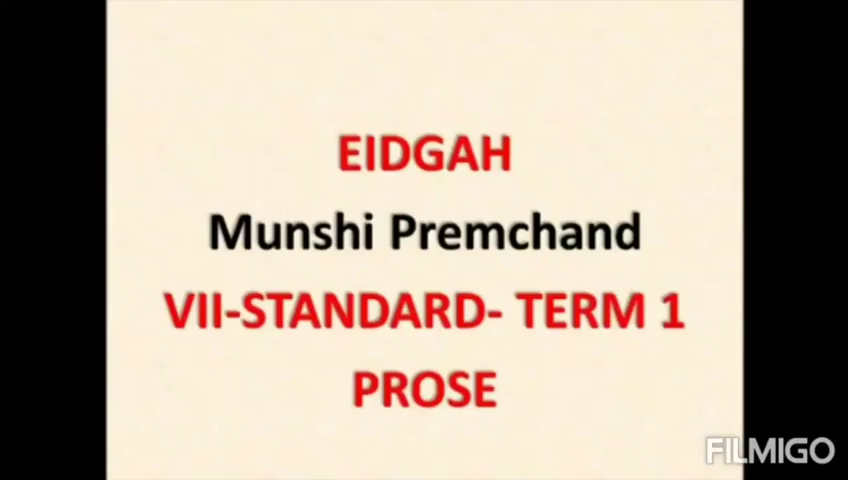 EIDGAH
Munshi Premchand
VII-STANDARD- TERM 1
PROSE
FILMIGO